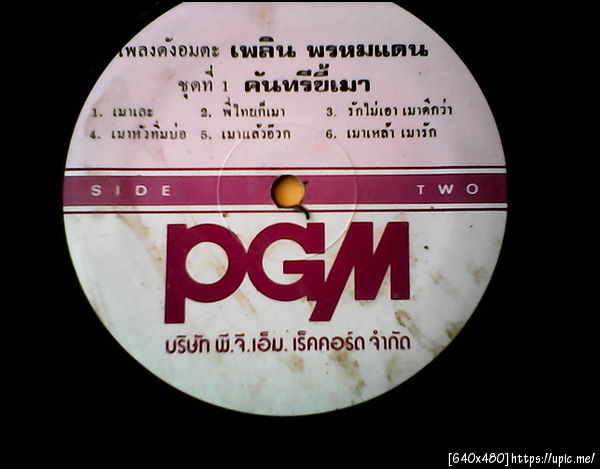 เพลงดังอมตะ เพลิน พรหมแดน
ชุดที่ 1 คันทรีขี้เมา
1. เมาเละ 2. พี่ไทยก็เมา 3. รักไม่เอา เมาดีกว่า
4. เมาหัวทิ่มบ่อ 5. เมาแล้วอ๊วก 6. เมาเหล้า เมารัก
SIDE TWO
PGM
บริษัท พี.จี.เอ็ม. เร็คคอร์ด จำกัด
[640x480]https://upic.me/